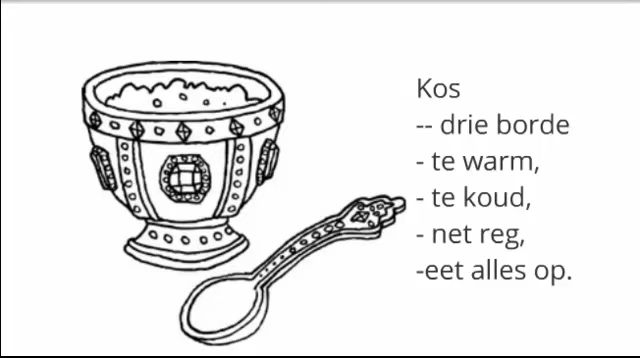 Kos
-- drie borde
- te warm,
- te koud,
- net reg,
-eet alles op.